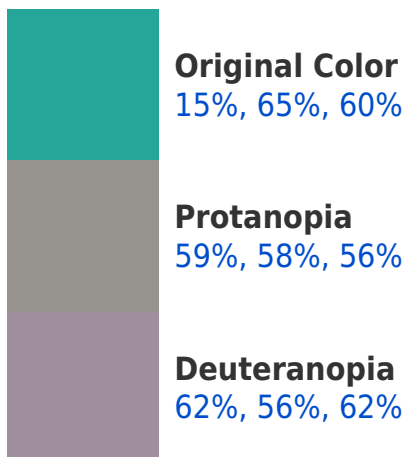 Original Color
15%, 65%, 60%
Protanopia
59%, 58%, 56%
Deuteranopia
62%, 56%, 62%